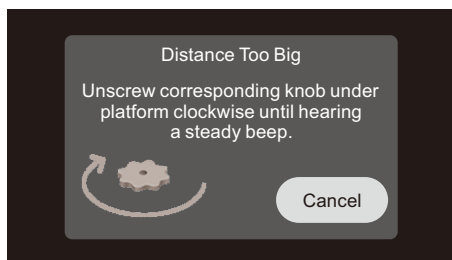 Distance Too Big
Unscrew corresponding knob under
platform clockwise until hearing
a steady beep.
Cancel